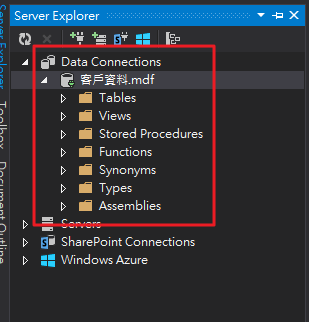 Server Explorer
Data Connections
客戶資料.mdf
Tables
Views
Stored Procedures
Functions
Synonyms
Types
Assemblies
Servers
SharePoint Connections
Windows Azure
Server Explorer
Toolbox
Document Outline